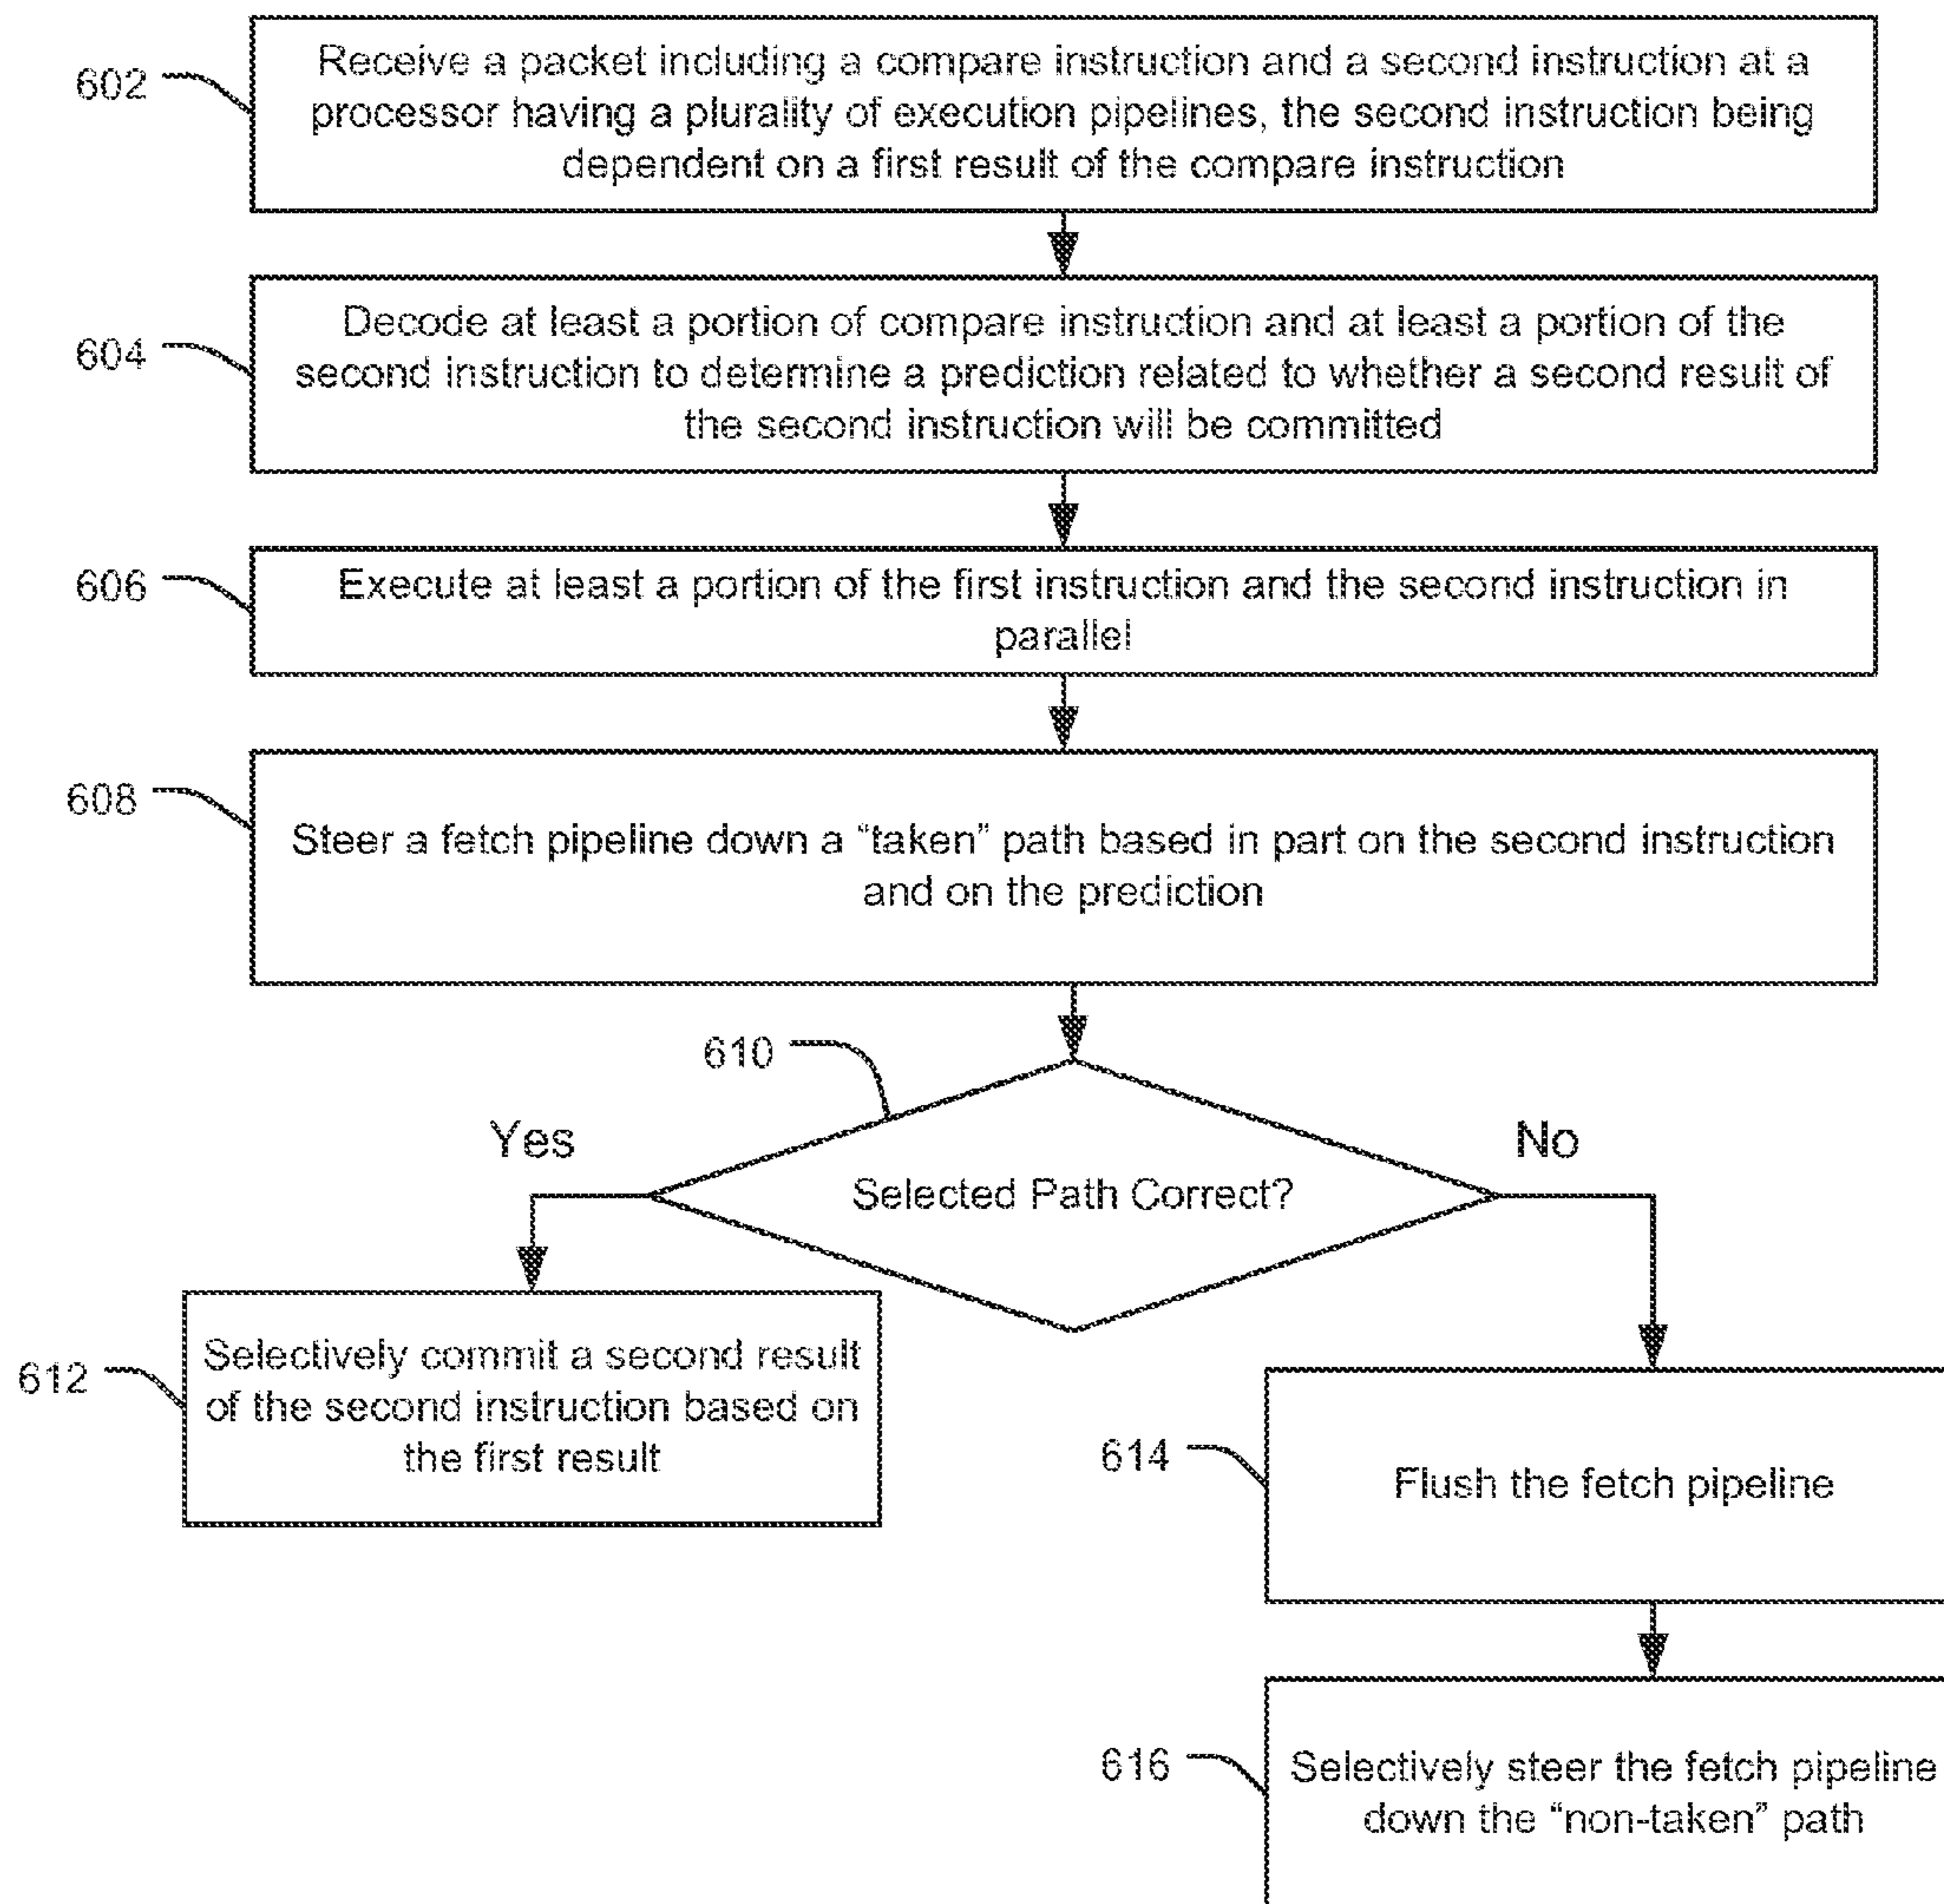 602
Receive a packet including a compare instruction and a second instruction at a
processor having a plurality of execution pipelines, the second instruction being
dependent on a first result of the compare instruction
604
Decode at least a portion of compare instruction and at least a portion of the
second instruction to determine a prediction related to whether a second result of
the second instruction will be committed
606
Execute at least a portion of the first instruction and the second instruction in
parallel
608
Steer a fetch pipeline down a “taken” path based in part on the second instruction
and on the prediction
610
Yes
No
Selected Path Correct?
612
Selectively commit a second result
of the second instruction based on
the first result
614
Flush the fetch pipeline
616
Selectively steer the fetch pipeline
down the “non-taken” path